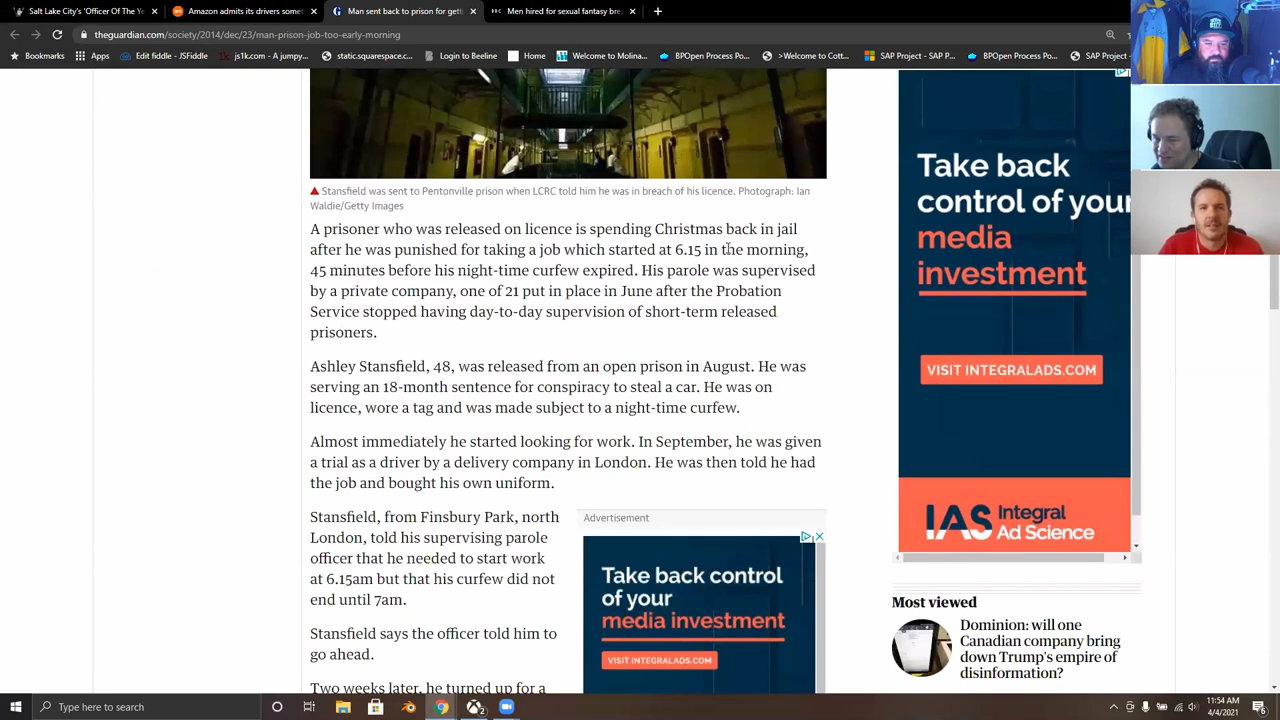 Salt Lake City's 'Officer Of The Ye
Amazon admits its drivers somet
Man sent back to prison for getti
Men hired for sexual fantasy brea
theguardian.com/society/2014/dec/23/man-prison-job-too-early-morning
Bookmarks
Apps
Edit fiddle - JSFiddle
js1k.com - A jumpy...
static.squarespace.c...
Login to Beeline
Home
Welcome to Molina...
BPOpen Process Po...
>Welcome to Cott...
SAP Project - SAP P...
BPOpen Process Po...
SAP Project
Stansfield was sent to Pentonville prison when LCRC told him he was in breach of his licence. Photograph: Ian
Waldie/Getty Images
A prisoner who was released on licence is spending Christmas back in jail
after he was punished for taking a job which started at 6.15 in the morning,
45 minutes before his night-time curfew expired. His parole was supervised
by a private company, one of 21 put in place in June after the Probation
Service stopped having day-to-day supervision of short-term released
prisoners.
Ashley Stansfield, 48, was released from an open prison in August. He was
serving an 18-month sentence for conspiracy to steal a car. He was on
licence, wore a tag and was made subject to a night-time curfew.
Almost immediately he started looking for work. In September, he was given
a trial as a driver by a delivery company in London. He was then told he had
the job and bought his own uniform.
Stansfield, from Finsbury Park, north
London, told his supervising parole
officer that he needed to start work
at 6.15am but that his curfew did not
end until 7am.
Stansfield says the officer told him to
go ahead.
Two weeks later, he turned up for a
Advertisement
Take back control
of your
media investment
VISIT INTEGRALADS.COM
Take back
control of your
media
investment
VISIT INTEGRALADS.COM
IAS Integral
Ad Science
Most viewed
Dominion: will one
Canadian company bring
down Trump's empire of
disinformation?
Type here to search
11:54 AM
4/4/2021